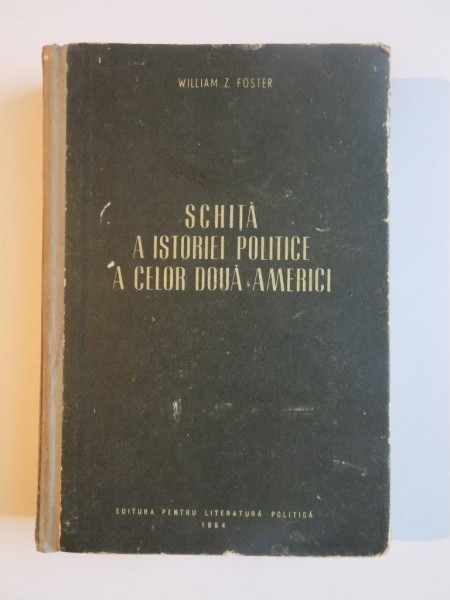 WILLIAM Z. FOSTER
SCHIȚĂ
A ISTORIEI POLITICE
A CELOR DOUĂ AMERICI
EDITURA PENTRU LITERATURĂ POLITICĂ
1954